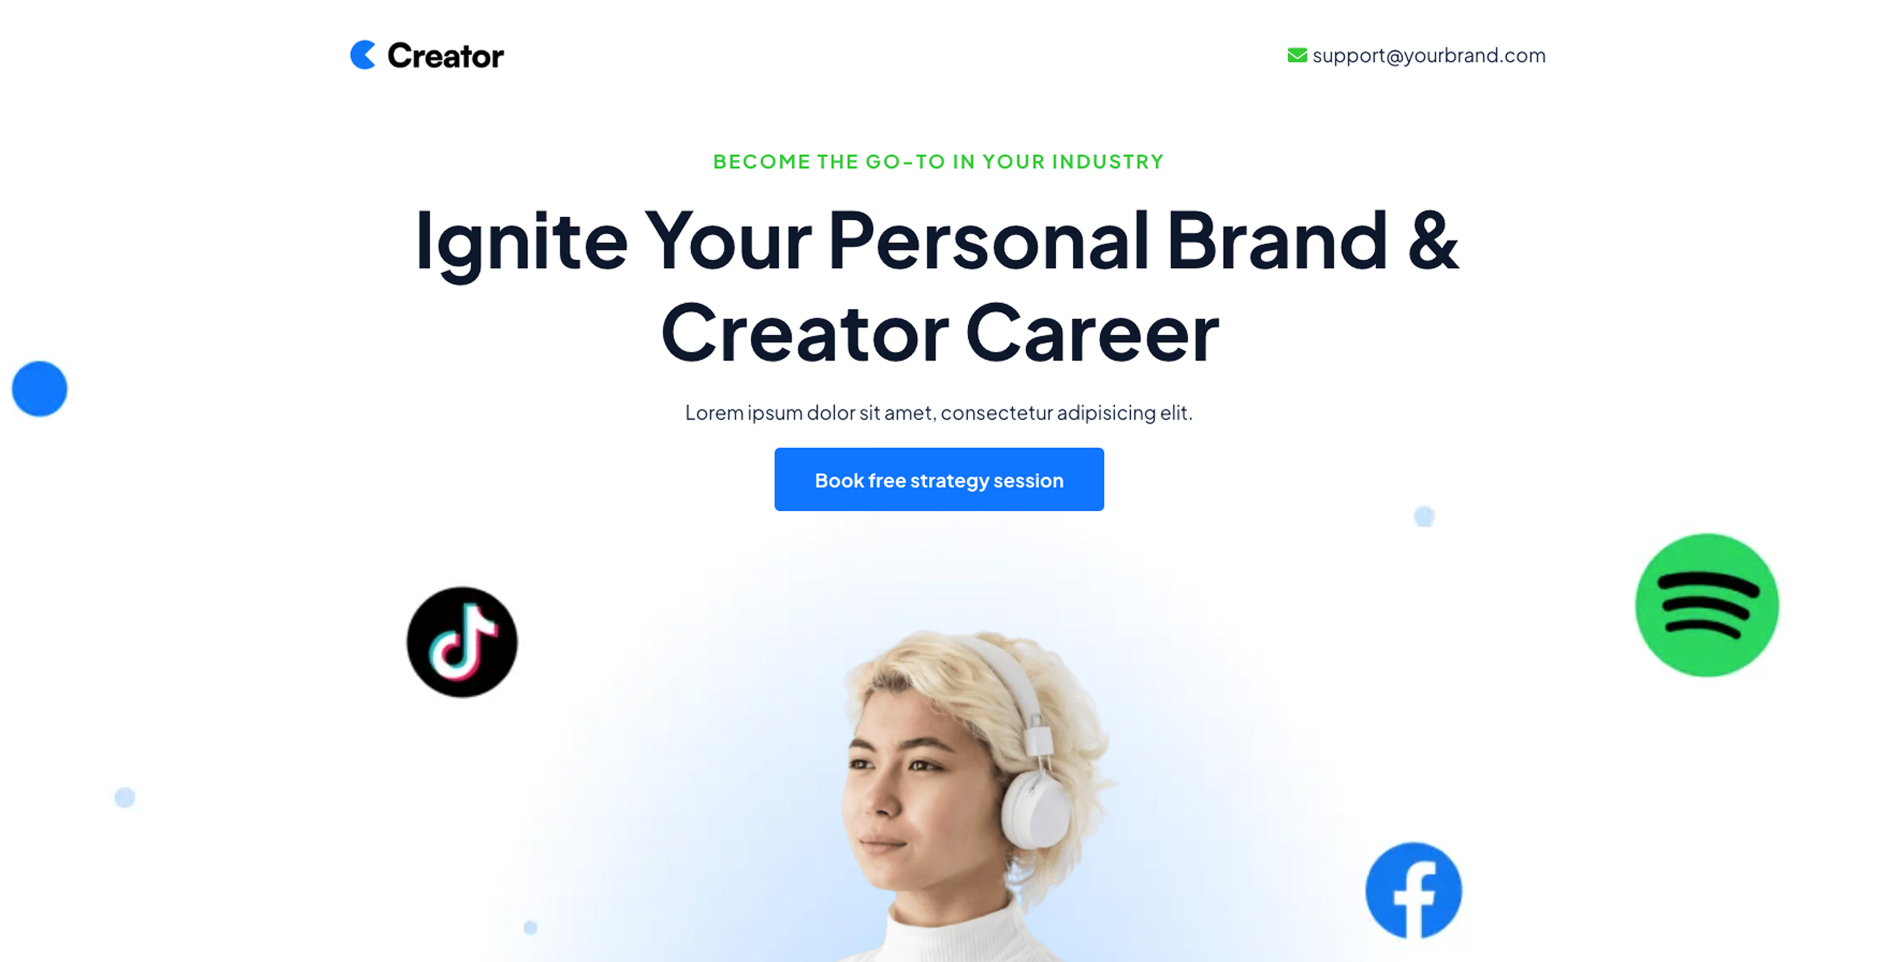 Creator
support@yourbrand.com
BECOME THE GO-TO IN YOUR INDUSTRY
Ignite Your Personal Brand &
Creator Career
Lorem ipsum dolor sit amet, consectetur adipisicing elit.
Book free strategy session